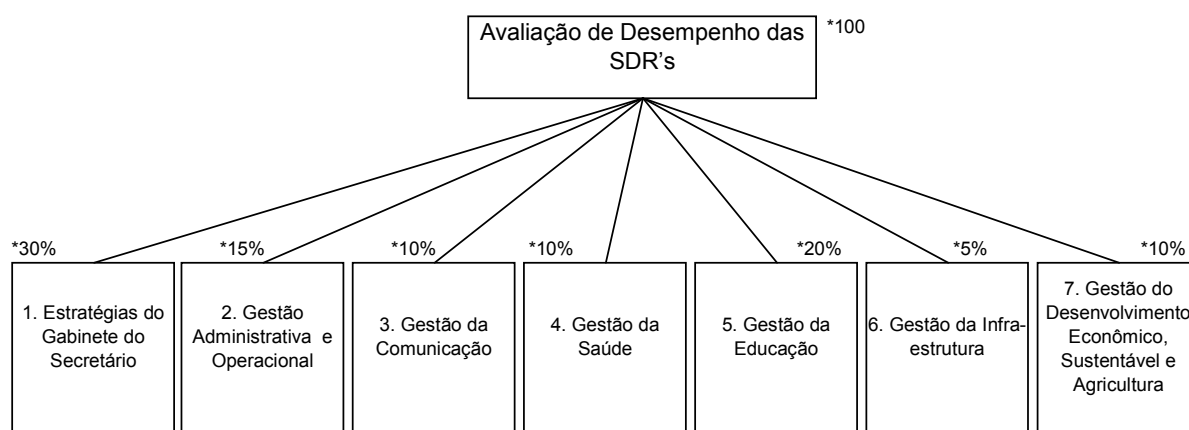 Avaliação de Desempenho das
SDR's
*100
*30%
*15%
*10%
*10%
*20%
*5%
*10%
1. Estratégias do
Gabinete do
Secretário
2. Gestão
Administrativa e
Operacional
3. Gestão da
Comunicação
4. Gestão da
Saúde
5. Gestão da
Educação
6. Gestão da Infra-
estrutura
7. Gestão do
Desenvolvimento
Econômico,
Sustentável e
Agricultura